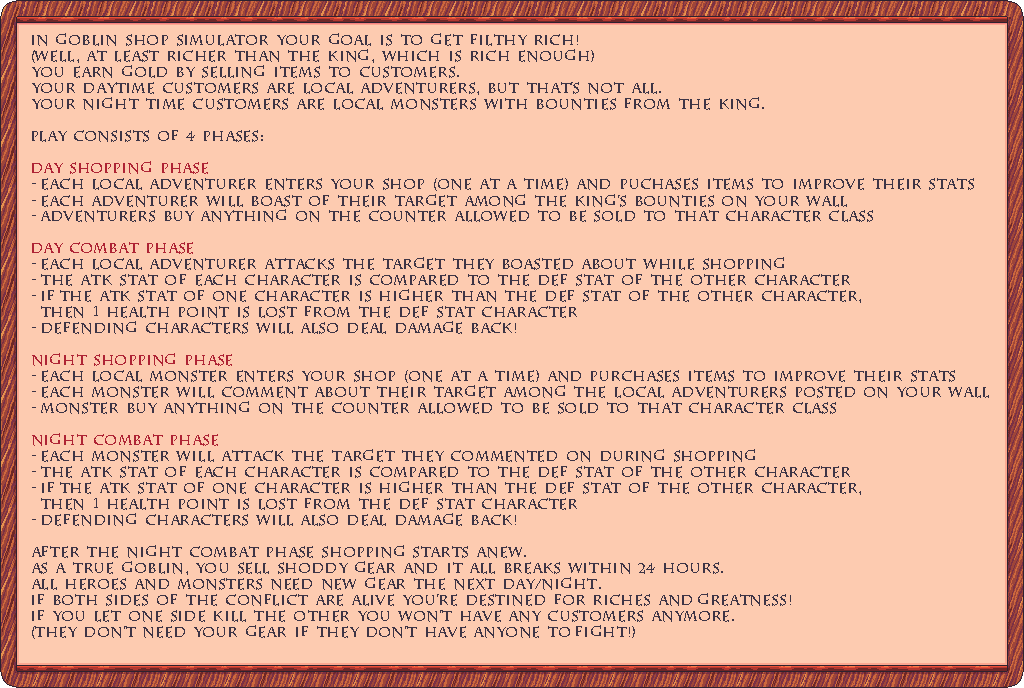 IN GOBLIN SHOP SIMULATOR YOUR GOAL IS TO GET FILTHY RICH!
(WELL, AT LEAST RICHER THAN THE KING, WHICH IS RICH ENOUGH)
YOU EARN GOLD BY SELLING ITEMS TO CUSTOMERS.
YOUR DAYTIME CUSTOMERS ARE LOCAL ADVENTURERS, BUT THAT'S NOT ALL.
YOUR NIGHT TIME CUSTOMERS ARE LOCAL MONSTERS WITH BOUNTIES FROM THE KING.
PLAY CONSISTS OF 4 PHASES:
DAY SHOPPING PHASE
- EACH LOCAL ADVENTURER ENTERS YOUR SHOP (ONE AT A TIME) AND PUCHASES ITEMS TO IMPROVE THEIR STATS
- EACH ADVENTURER WILL BOAST OF THEIR TARGET AMONG THE KING'S BOUNTIES ON YOUR WALL
- ADVENTURERS BUY ANYTHING ON THE COUNTER ALLOWED TO BE SOLD TO THAT CHARACTER CLASS
DAY COMBAT PHASE
- EACH LOCAL ADVENTURER ATTACKS THE TARGET THEY BOASTED ABOUT WHILE SHOPPING
- THE ATK STAT OF EACH CHARACTER IS COMPARED TO THE DEF STAT OF THE OTHER CHARACTER
- IF THE ATK STAT OF ONE CHARACTER IS HIGHER THAN THE DEF STAT OF THE OTHER CHARACTER,
THEN 1 HEALTH POINT IS LOST FROM THE DEF STAT CHARACTER
- DEFENDING CHARACTERS WILL ALSO DEAL DAMAGE BACK!
NIGHT SHOPPING PHASE
- EACH LOCAL MONSTER ENTERS YOUR SHOP (ONE AT A TIME) AND PURCHASES ITEMS TO IMPROVE THEIR STATS
- EACH MONSTER WILL COMMENT ABOUT THEIR TARGET AMONG THE LOCAL ADVENTURERS POSTED ON YOUR WALL
- MONSTER BUY ANYTHING ON THE COUNTER ALLOWED TO BE SOLD TO THAT CHARACTER CLASS
NIGHT COMBAT PHASE
- EACH MONSTER WILL ATTACK THE TARGET THEY COMMENTED ON DURING SHOPPING
- THE ATK STAT OF EACH CHARACTER IS COMPARED TO THE DEF STAT OF THE OTHER CHARACTER
- IF THE ATK STAT OF ONE CHARACTER IS HIGHER THAN THE DEF STAT OF THE OTHER CHARACTER,
THEN 1 HEALTH POINT IS LOST FROM THE DEF STAT CHARACTER
- DEFENDING CHARACTERS WILL ALSO DEAL DAMAGE BACK!
AFTER THE NIGHT COMBAT PHASE SHOPPING STARTS ANEW.
AS A TRUE GOBLIN, YOU SELL SHODDY GEAR AND IT ALL BREAKS WITHIN 24 HOURS.
ALL HEROES AND MONSTERS NEED NEW GEAR THE NEXT DAY/NIGHT.
IF BOTH SIDES OF THE CONFLICT ARE ALIVE YOU'RE DESTINED FOR RICHES AND GREATNESS!
IF YOU LET ONE SIDE KILL THE OTHER YOU WON'T HAVE ANY CUSTOMERS ANYMORE.
(THEY DON'T NEED YOUR GEAR IF THEY DON'T HAVE ANYONE TO FIGHT!)